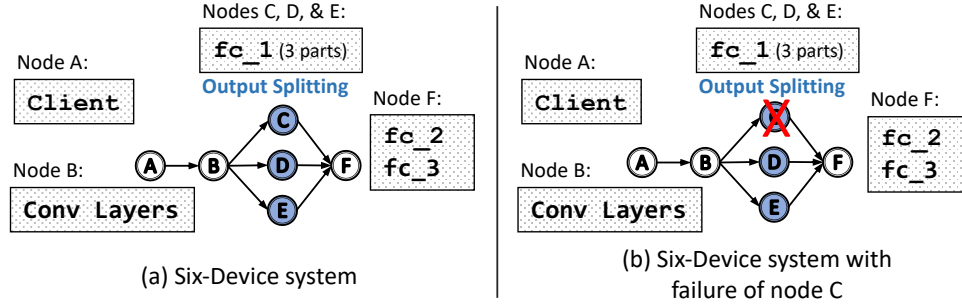 Nodes C, D, & E:
fc_1 (3 parts)
Output Splitting
Node A:
Client
Node B:
Conv Layers
A
B
C
D
E
F
Node F:
fc_2
fc_3
(a) Six-Device system
Nodes C, D, & E:
fc_1 (3 parts)
Output Splitting
Node A:
Client
Node B:
Conv Layers
A
B
D
E
F
Node F:
fc_2
fc_3
(b) Six-Device system with
failure of node C